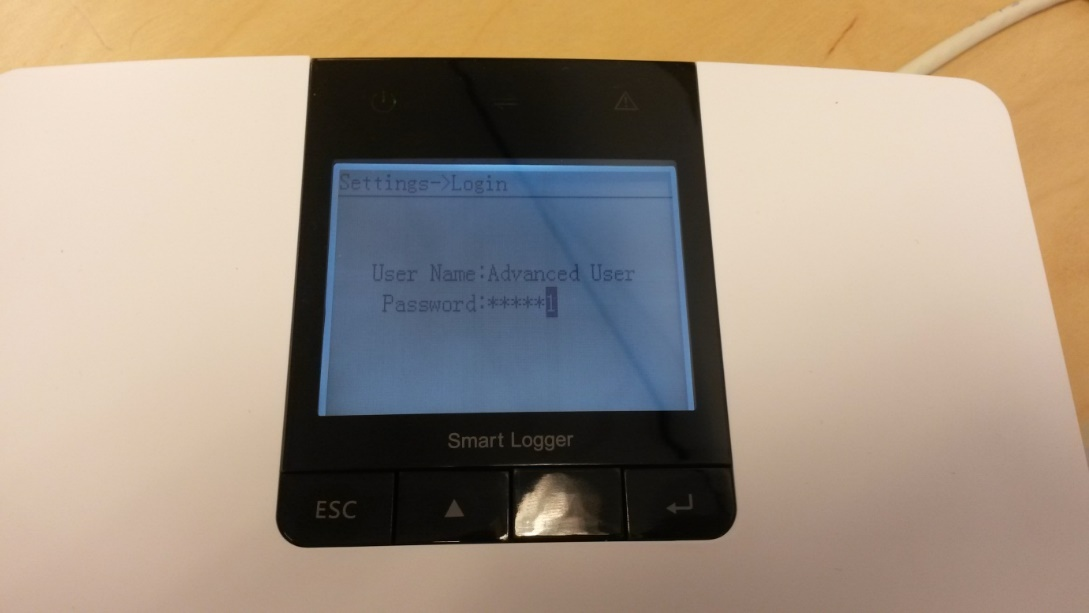 Settings->Login
User Name:Advanced User
Password:*****1
Smart Logger
ESC